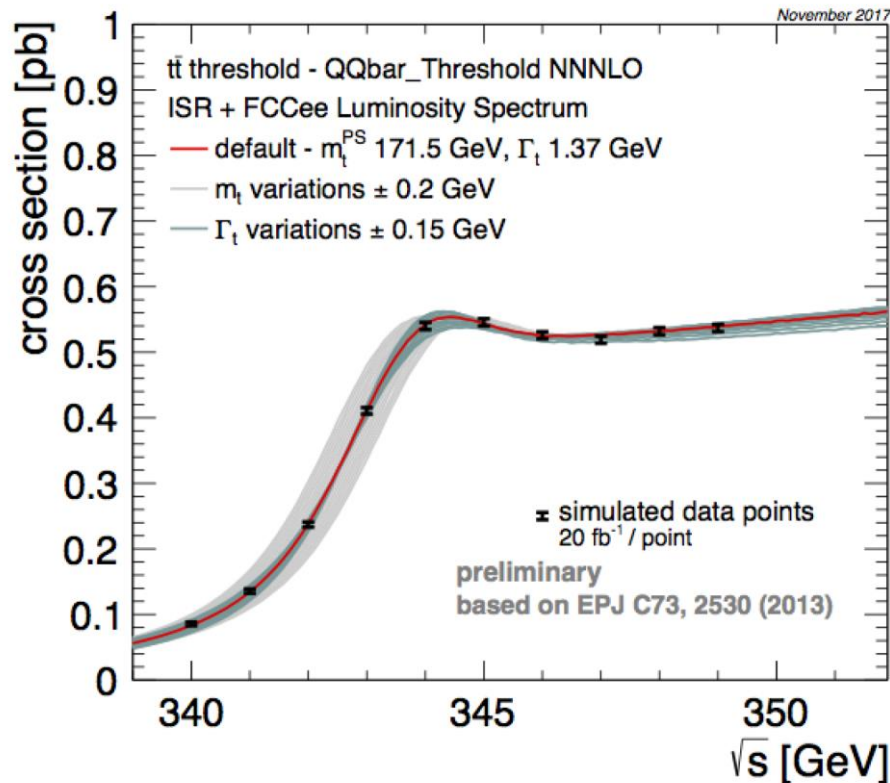 November 2017
tt̄ threshold - QQbar_Threshold NNNLO
ISR + FCCee Luminosity Spectrum
default - m_t^PS 171.5 GeV, Γ_t 1.37 GeV
m_t variations ± 0.2 GeV
Γ_t variations ± 0.15 GeV
cross section [pb]
1
0.9
0.8
0.7
0.6
0.5
0.4
0.3
0.2
0.1
0
simulated data points
20 fb⁻¹ / point
preliminary
based on EPJ C73, 2530 (2013)
340 345 350
√s [GeV]